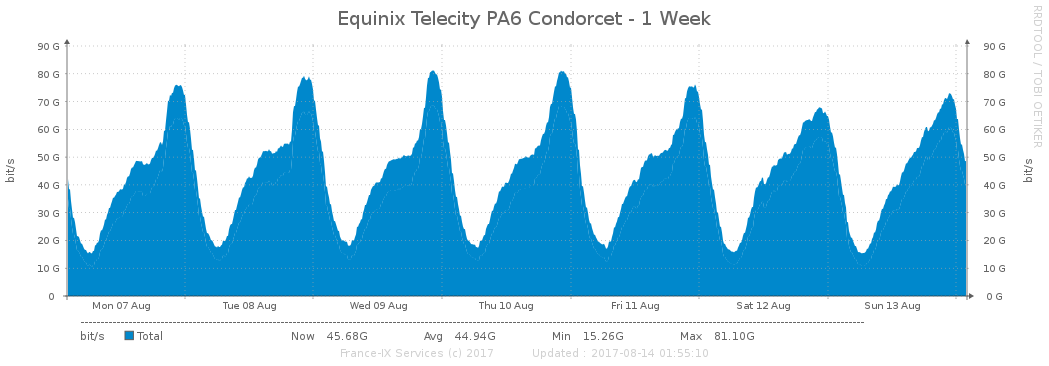 Equinix Telecity PA6 Condorcet - 1 Week
RRDTOOL / TOBI OETIKER
90 G 90 G
80 G 80 G
70 G 70 G
60 G 60 G
50 G 50 G
40 G 40 G
30 G 30 G
20 G 20 G
10 G 10 G
0 0 G
bit/s bit/s
Mon 07 Aug Tue 08 Aug Wed 09 Aug Thu 10 Aug Fri 11 Aug Sat 12 Aug Sun 13 Aug
bit/s Total Now 45.68G Avg 44.94G Min 15.26G Max 81.10G
France-IX Services (c) 2017 Updated : 2017-08-14 01:55:10